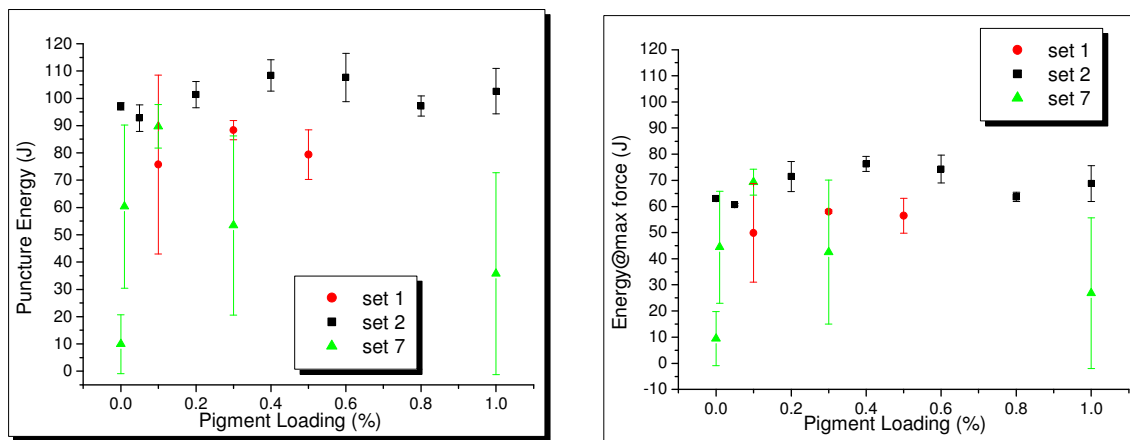 Puncture Energy (J)
120
110
100
90
80
70
60
50
40
30
20
10
0
set 1
set 2
set 7
0.0 0.2 0.4 0.6 0.8 1.0
Pigment Loading (%)
Energy@max force (J)
120
110
100
90
80
70
60
50
40
30
20
10
0
-10
set 1
set 2
set 7
0.0 0.2 0.4 0.6 0.8 1.0
Pigment Loading (%)